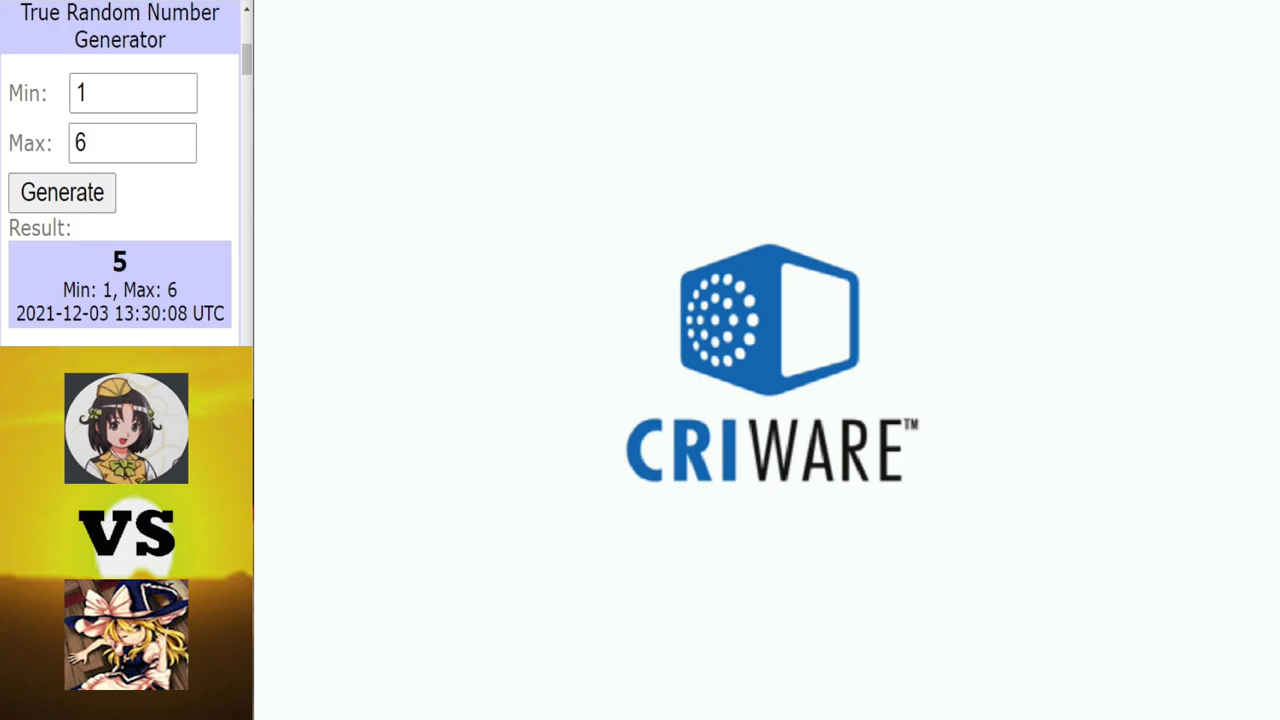 True Random Number
Generator
Min: 1
Max: 6
Generate
Result:
5
Min: 1, Max: 6
2021-12-03 13:30:08 UTC
VS
CRIWARE™